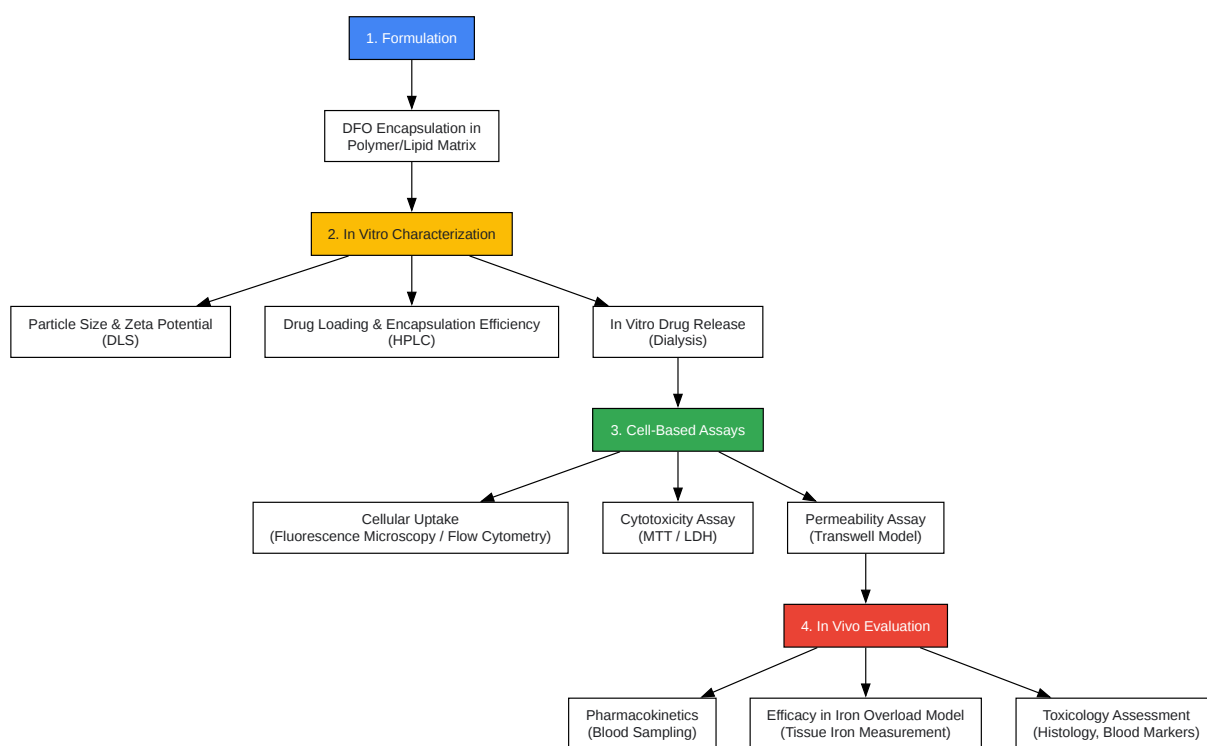 1. Formulation
DFO Encapsulation in
Polymer/Lipid Matrix
2. In Vitro Characterization
Particle Size & Zeta Potential
(DLS)
Drug Loading & Encapsulation Efficiency
(HPLC)
In Vitro Drug Release
(Dialysis)
3. Cell-Based Assays
Cellular Uptake
(Fluorescence Microscopy / Flow Cytometry)
Cytotoxicity Assay
(MTT / LDH)
Permeability Assay
(Transwell Model)
4. In Vivo Evaluation
Pharmacokinetics
(Blood Sampling)
Efficacy in Iron Overload Model
(Tissue Iron Measurement)
Toxicology Assessment
(Histology, Blood Markers)